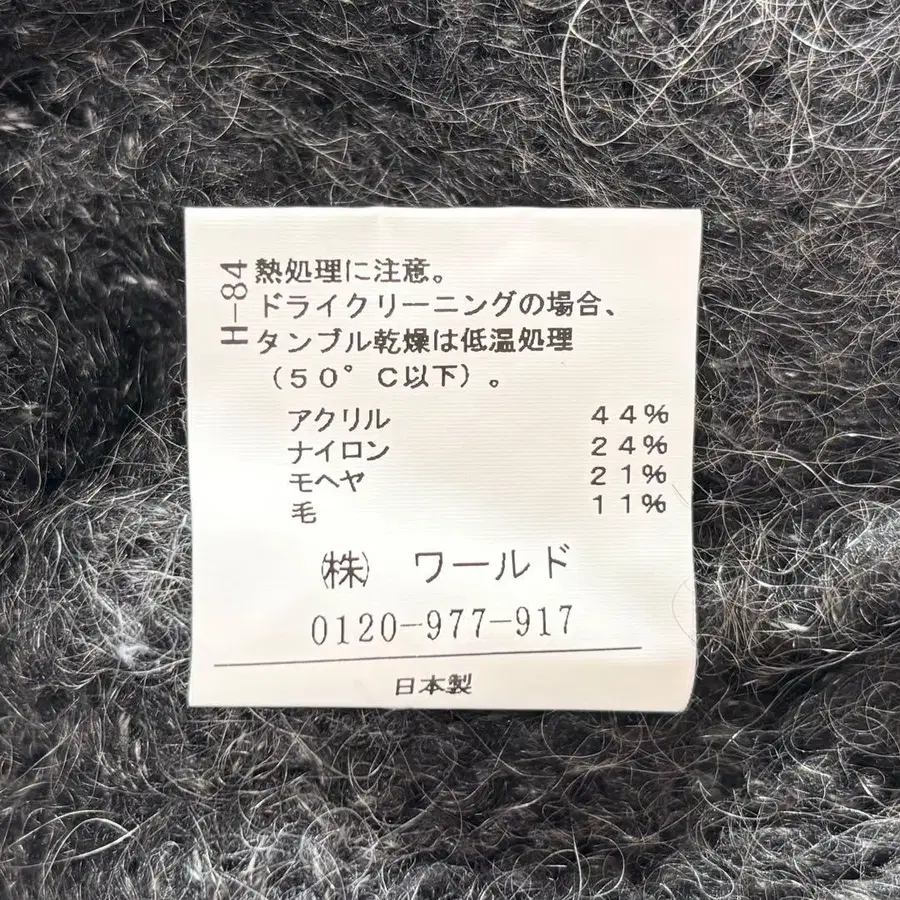 H-84
熱処理に注意。
ドライクリーニングの場合、
タンブル乾燥は低温処理
（５０°Ｃ以下）。
アクリル ４４％
ナイロン ２４％
モヘヤ ２１％
毛 １１％
㈱ ワールド
0120-977-917
日本製